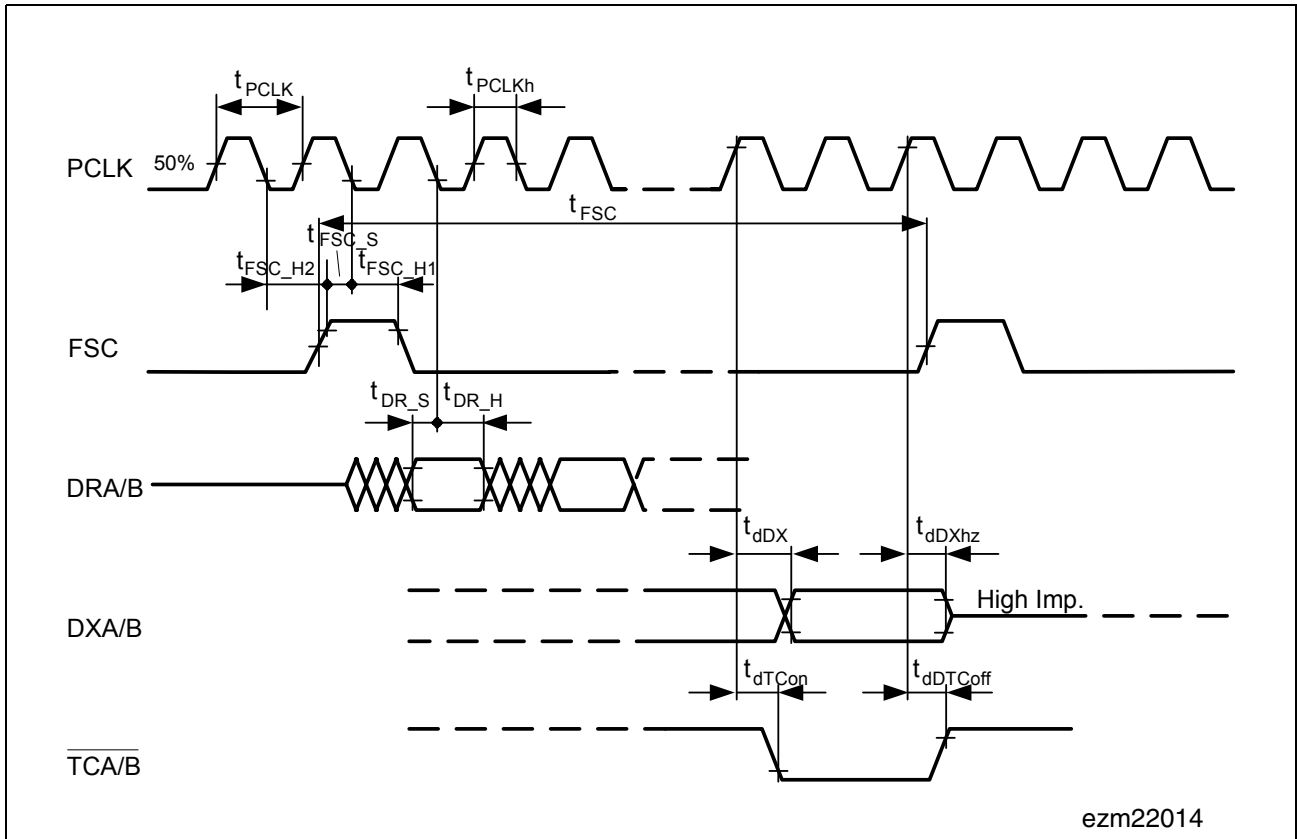 tPCLK
tPCLKh
PCLK 50%
tFSC
tFSC_S
tFSC_H2
tFSC_H1
FSC
tDR_S
tDR_H
DRA/B
tdDX
tdDXhz
High Imp.
DXA/B
tdTCon
tdDTCoff
TCA/B
ezm22014